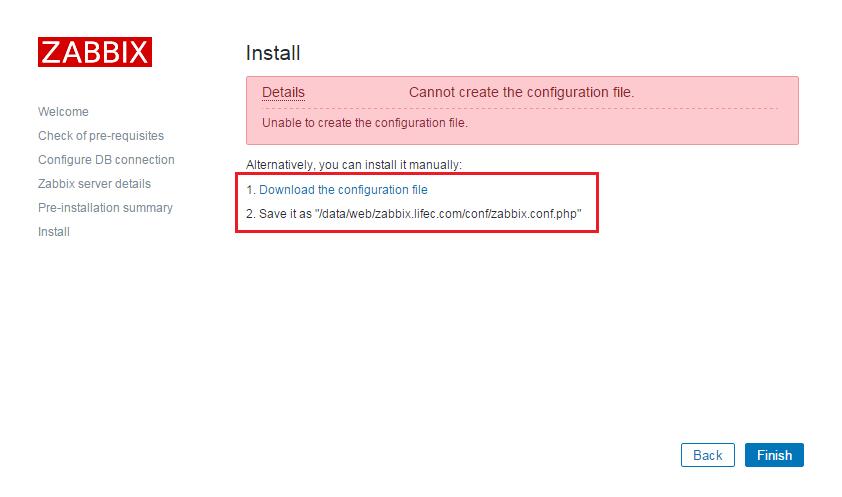 ZABBIX
Welcome
Check of pre-requisites
Configure DB connection
Zabbix server details
Pre-installation summary
Install
Install
Details Cannot create the configuration file.
Unable to create the configuration file.
Alternatively, you can install it manually:
1. Download the configuration file
2. Save it as "/data/web/zabbix.lifec.com/conf/zabbix.conf.php"
Back Finish